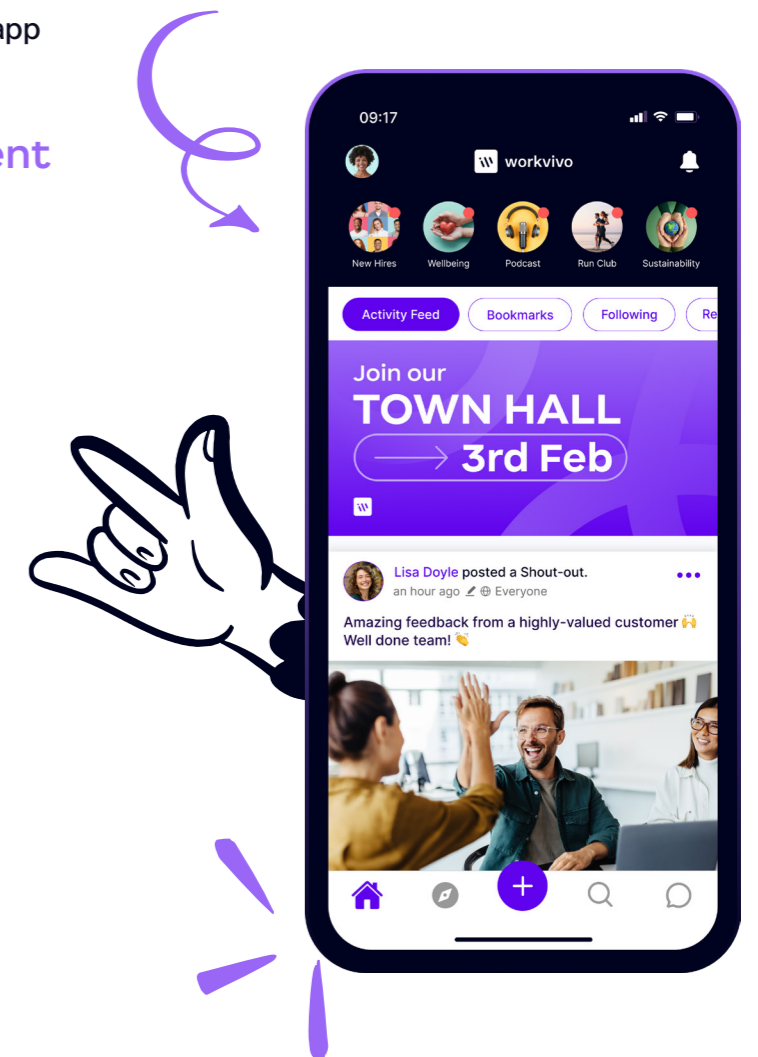 app
ent
09:17
workvivo
New Hires
Wellbeing
Podcast
Run Club
Sustainability
Activity Feed
Bookmarks
Following
Re
Join our
TOWN HALL
→ 3rd Feb
Lisa Doyle posted a Shout-out.
an hour ago Everyone
Amazing feedback from a highly-valued customer 🙌
Well done team! 👏